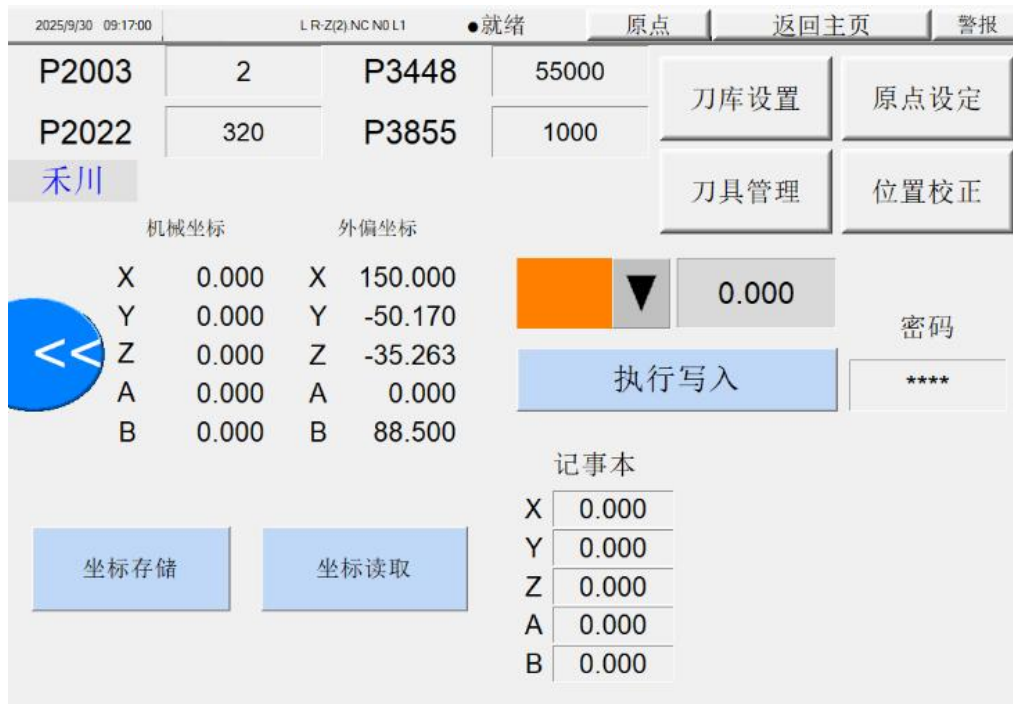 2025/9/30 09:17:00 L R-Z(2) NC N0 L1 ●就绪 原点 返回主页 警报
P2003 2 P3448 55000 刀库设置 原点设定
P2022 320 P3855 1000
禾川 刀具管理 位置校正
机械坐标 外偏坐标
X 0.000 X 150.000 ▼ 0.000
Y 0.000 Y -50.170 密码
<< Z 0.000 Z -35.263 执行写入 ****
A 0.000 A 0.000
B 0.000 B 88.500
记事本
X 0.000
Y 0.000
坐标存储 坐标读取
Z 0.000
A 0.000
B 0.000